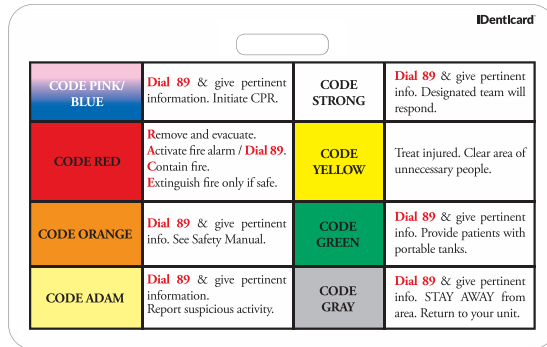 IDenticard
CODE PINK/
BLUE
Dial 89 & give pertinent
information. Initiate CPR.
CODE
STRONG
Dial 89 & give pertinent
info. Designated team will
respond.
CODE RED
Remove and evacuate.
Activate fire alarm / Dial 89.
Contain fire.
Extinguish fire only if safe.
CODE
YELLOW
Treat injured. Clear area of
unnecessary people.
CODE ORANGE
Dial 89 & give pertinent
info. See Safety Manual.
CODE
GREEN
Dial 89 & give pertinent
info. Provide patients with
portable tanks.
CODE ADAM
Dial 89 & give pertinent
information.
Report suspicious activity.
CODE
GRAY
Dial 89 & give pertinent
info. STAY AWAY from
area. Return to your unit.